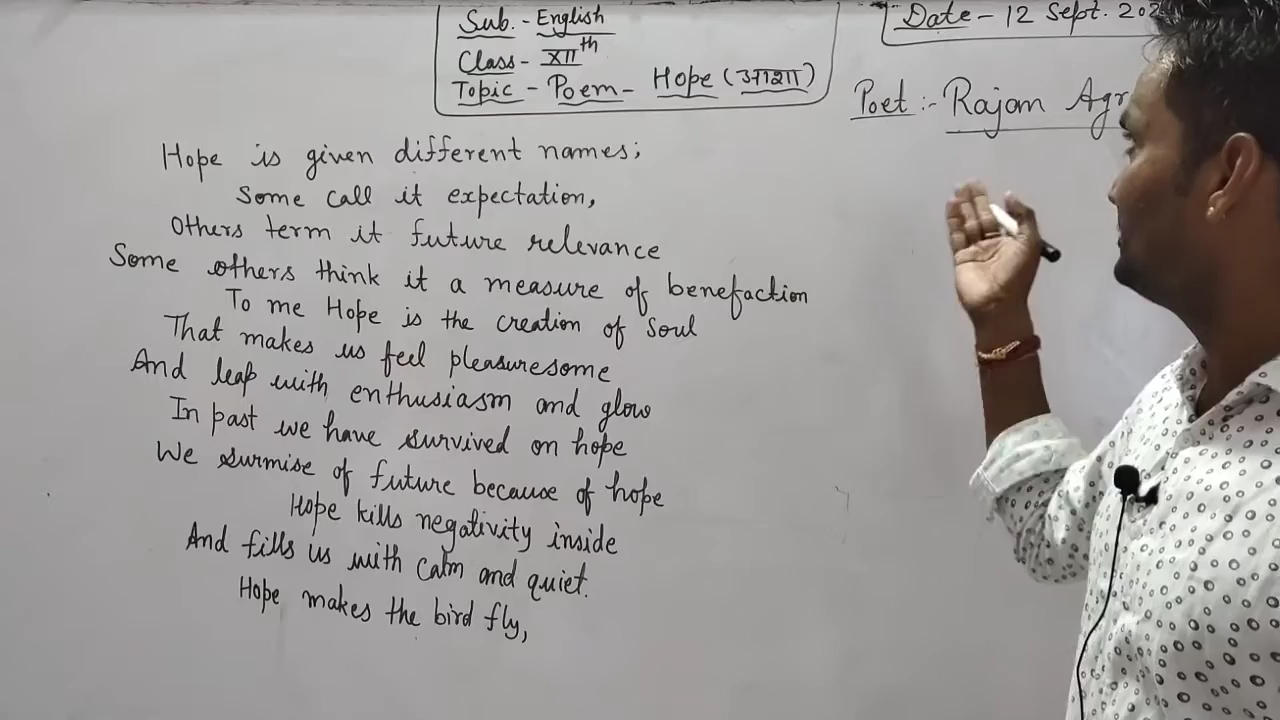 Sub. - English
Class - XIIth
Topic - Poem - Hope (आशा)
Date - 12 Sept.
Poet :- Rajan
Hope is given different names;
Some call it expectation,
Others term it future relevance
Some others think it a measure of benefaction
To me Hope is the creation of Soul
That makes us feel pleasuresome
And leap with enthusiasm and glow
In past we have survived on hope
We surmise of future because of hope
Hope kills negativity inside
And fills us with calm and quiet.
Hope makes the bird fly,